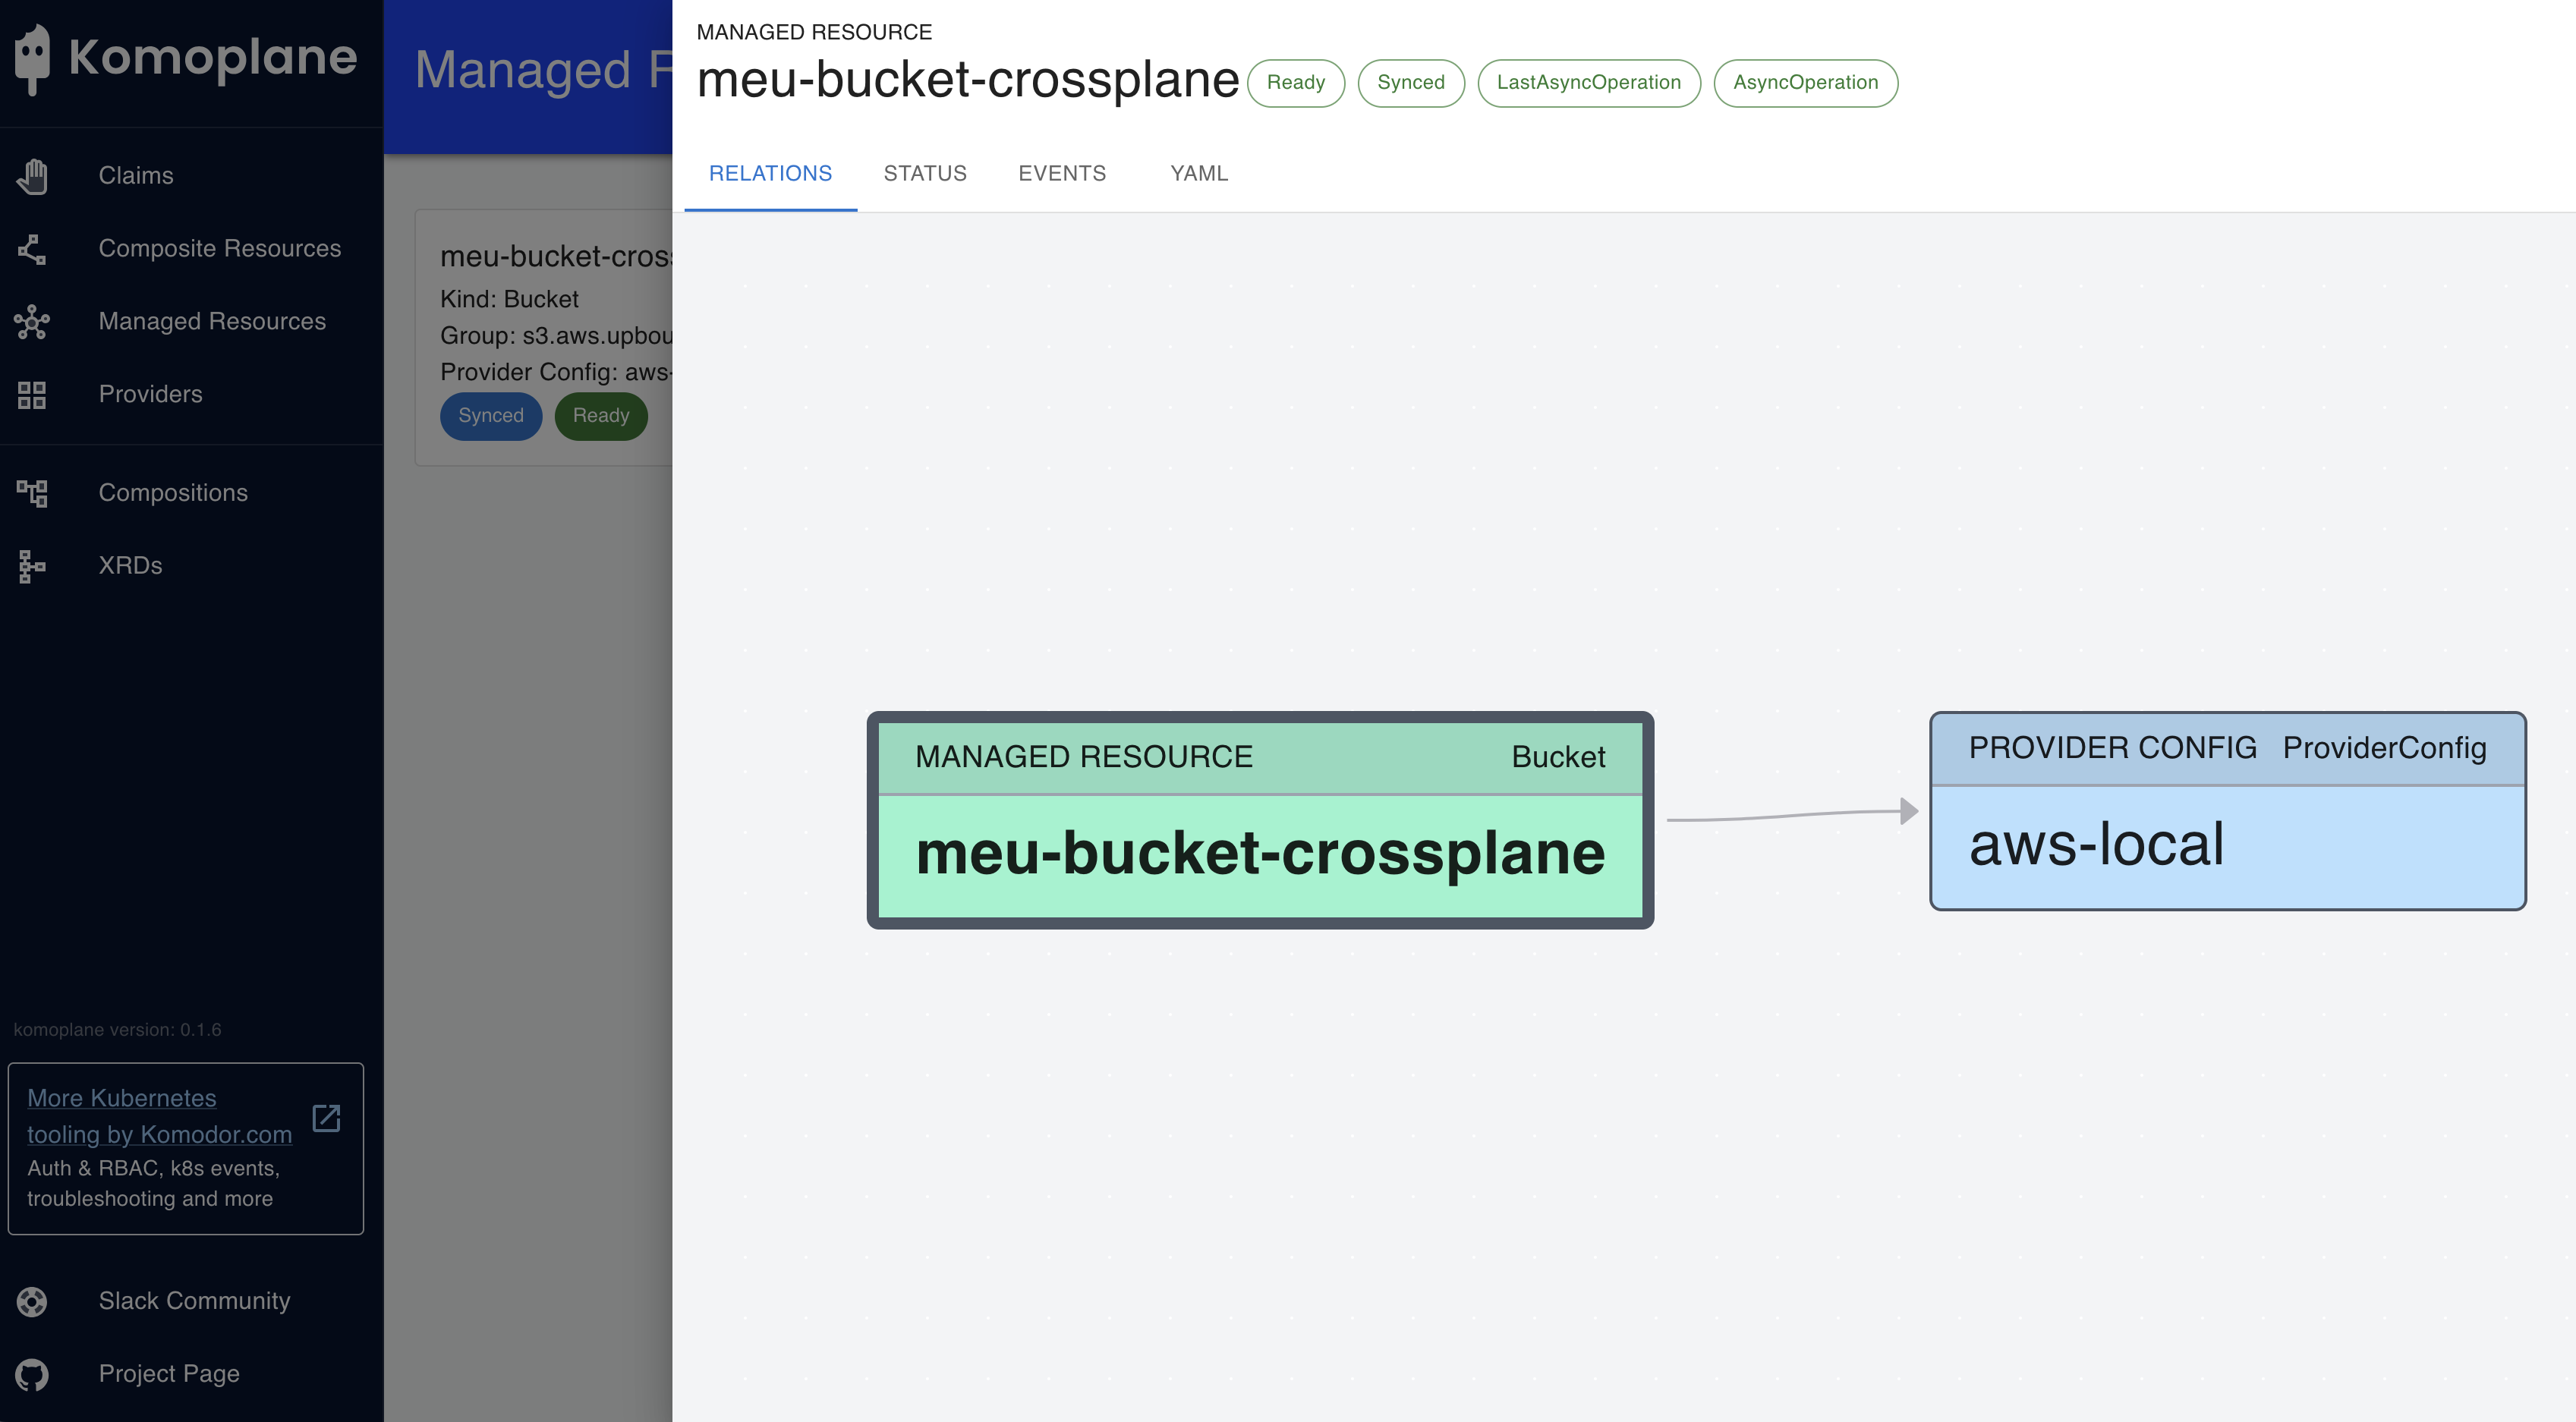 Komoplane
Claims
Composite Resources
Managed Resources
Providers
Compositions
XRDs
komoplane version: 0.1.6
More Kubernetes
tooling by Komodor.com
Auth & RBAC, k8s events,
troubleshooting and more
Slack Community
Project Page
Managed R
meu-bucket-cross
Kind: Bucket
Group: s3.aws.upbou
Provider Config: aws-
Synced Ready
MANAGED RESOURCE
meu-bucket-crossplane Ready Synced LastAsyncOperation AsyncOperation
RELATIONS STATUS EVENTS YAML
MANAGED RESOURCE Bucket
meu-bucket-crossplane
PROVIDER CONFIG ProviderConfig
aws-local